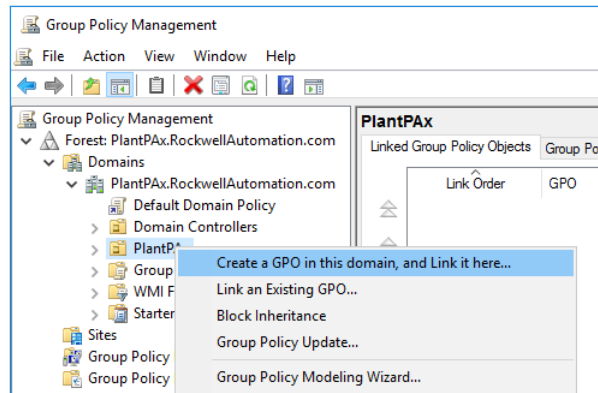 Group Policy Management
File Action View Window Help
Group Policy Management
Forest: PlantPAx.RockwellAutomation.com
Domains
PlantPAx.RockwellAutomation.com
Default Domain Policy
Domain Controllers
PlantPA
Group
WMI F
Starter
Sites
Group Policy
Group Policy
PlantPAx
Linked Group Policy Objects Group Po
Link Order GPO
Create a GPO in this domain, and Link it here...
Link an Existing GPO...
Block Inheritance
Group Policy Update...
Group Policy Modeling Wizard...